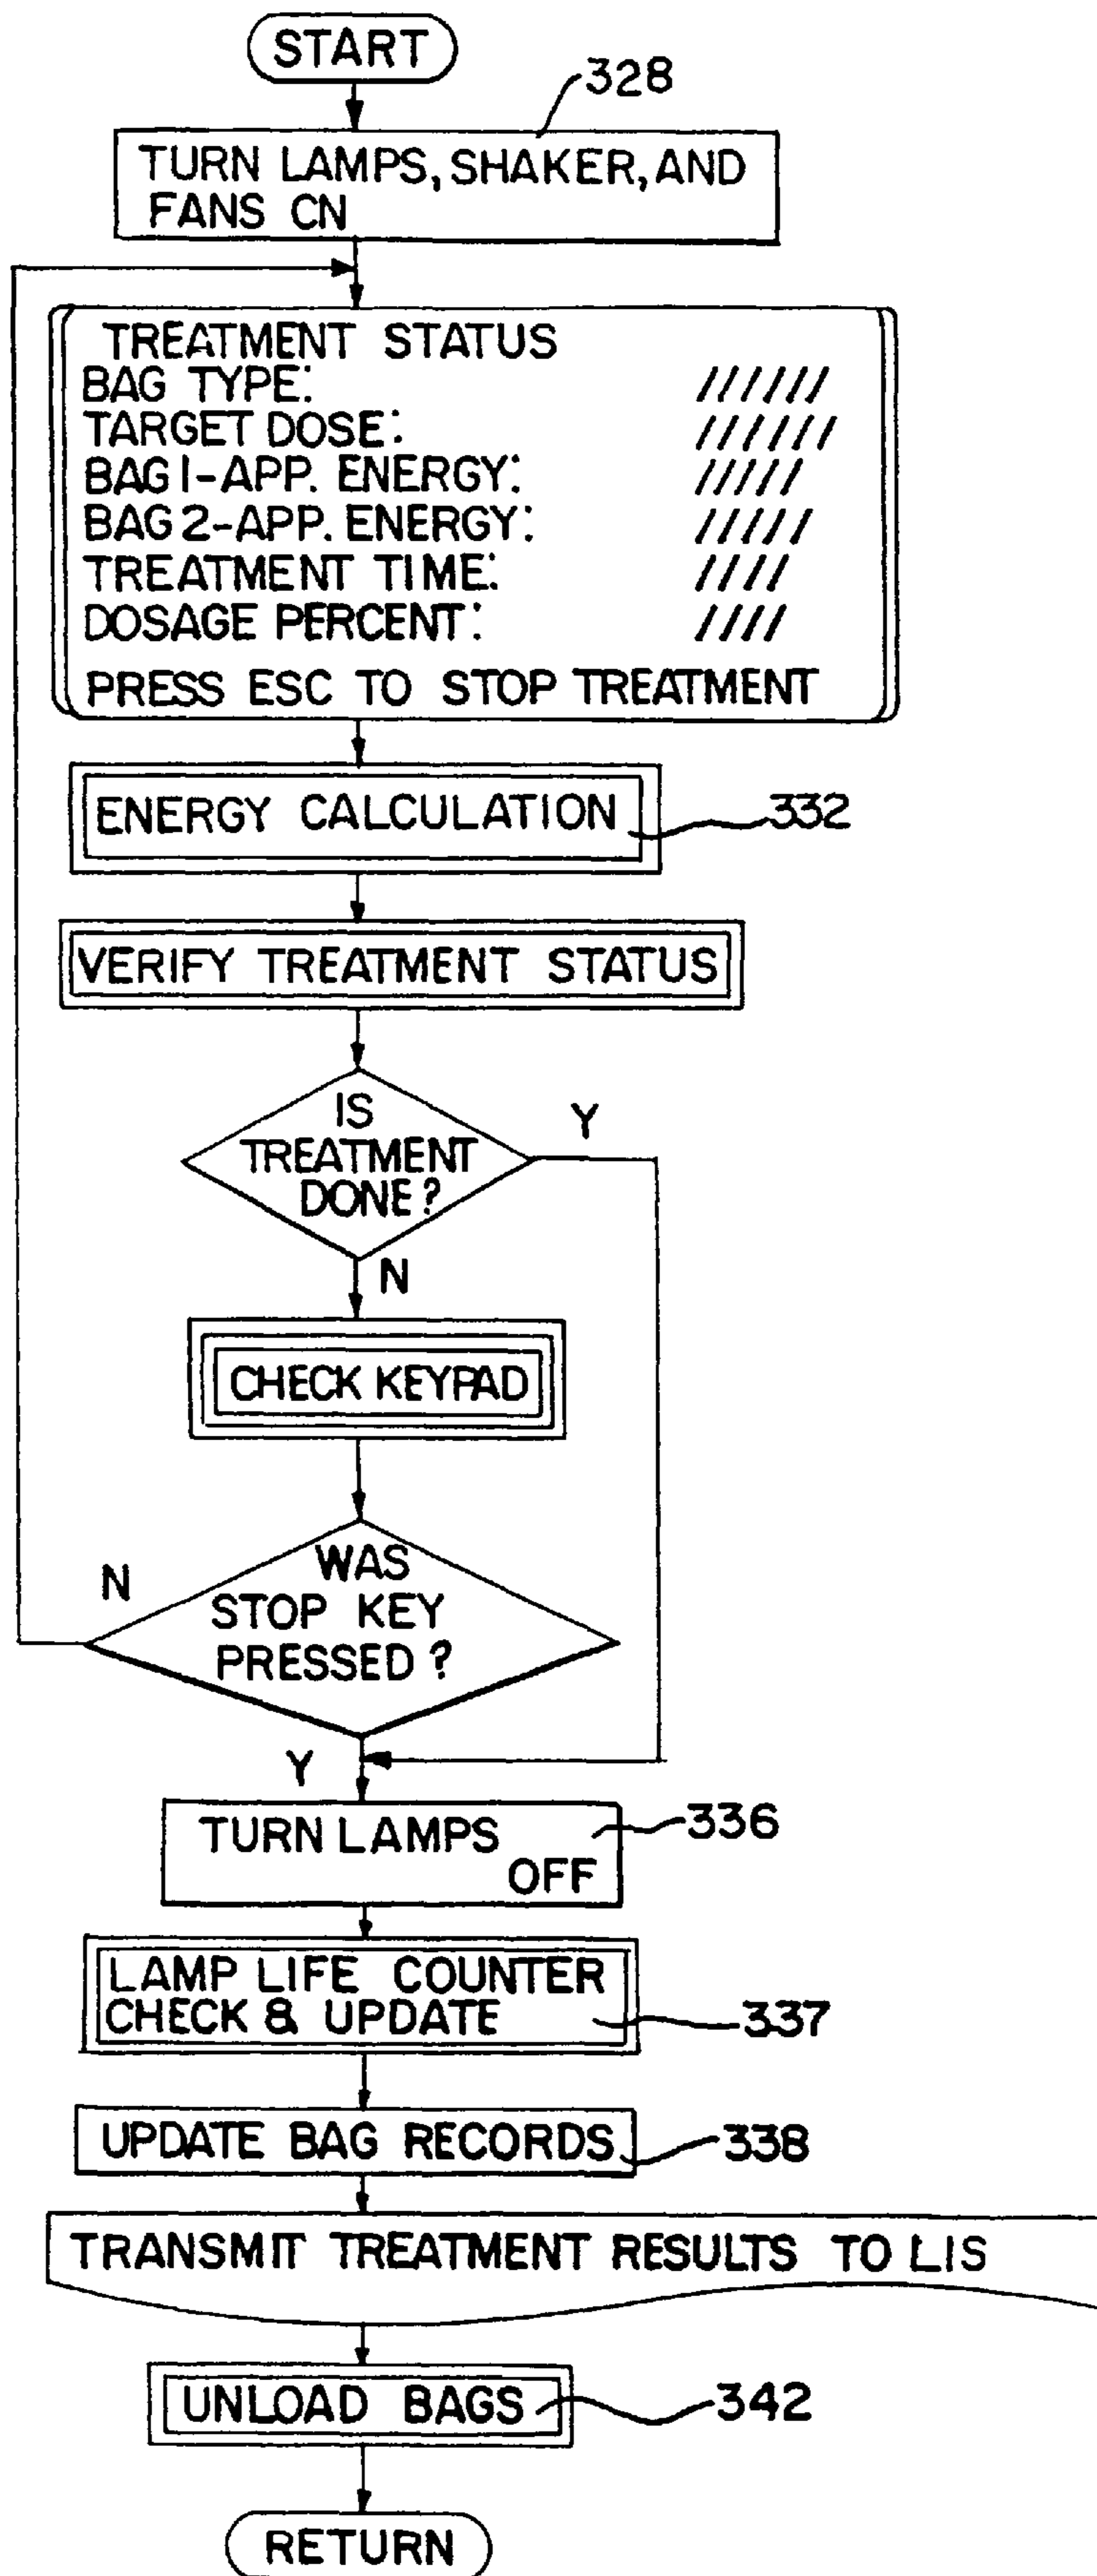 START
328
TURN LAMPS, SHAKER, AND
FANS CN
TREATMENT STATUS
BAG TYPE: //////
TARGET DOSE: //////
BAG 1-APP. ENERGY: /////
BAG 2-APP. ENERGY: /////
TREATMENT TIME: ////
DOSAGE PERCENT: ////
PRESS ESC TO STOP TREATMENT
ENERGY CALCULATION
332
VERIFY TREATMENT STATUS
IS
TREATMENT
DONE?
Y
N
CHECK KEYPAD
WAS
STOP KEY
PRESSED?
N
Y
TURN LAMPS
OFF
336
LAMP LIFE COUNTER
CHECK & UPDATE
337
UPDATE BAG RECORDS
338
TRANSMIT TREATMENT RESULTS TO LIS
UNLOAD BAGS
342
RETURN